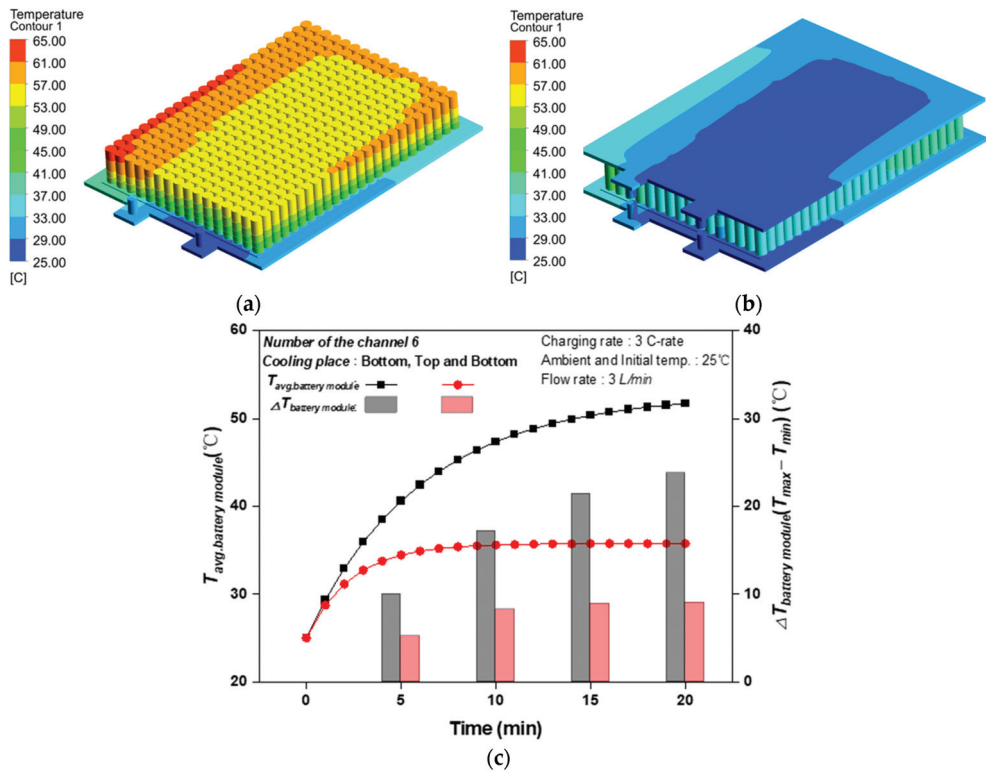 Temperature
Contour 1
65.00
61.00
57.00
53.00
49.00
45.00
41.00
37.00
33.00
29.00
25.00
[C]
(a)
Temperature
Contour 1
65.00
61.00
57.00
53.00
49.00
45.00
41.00
37.00
33.00
29.00
25.00
[C]
(b)
Number of the channel 6
Cooling place : Bottom, Top and Bottom
Tavg.battery module:
ΔTbattery module:
Charging rate : 3 C-rate
Ambient and Initial temp. : 25℃
Flow rate : 3 L/min
60
50
40
30
20
Tavg.battery module(℃)
40
30
20
10
0
ΔTbattery module(Tmax−Tmin)(℃)
0
5
10
15
20
Time (min)
(c)